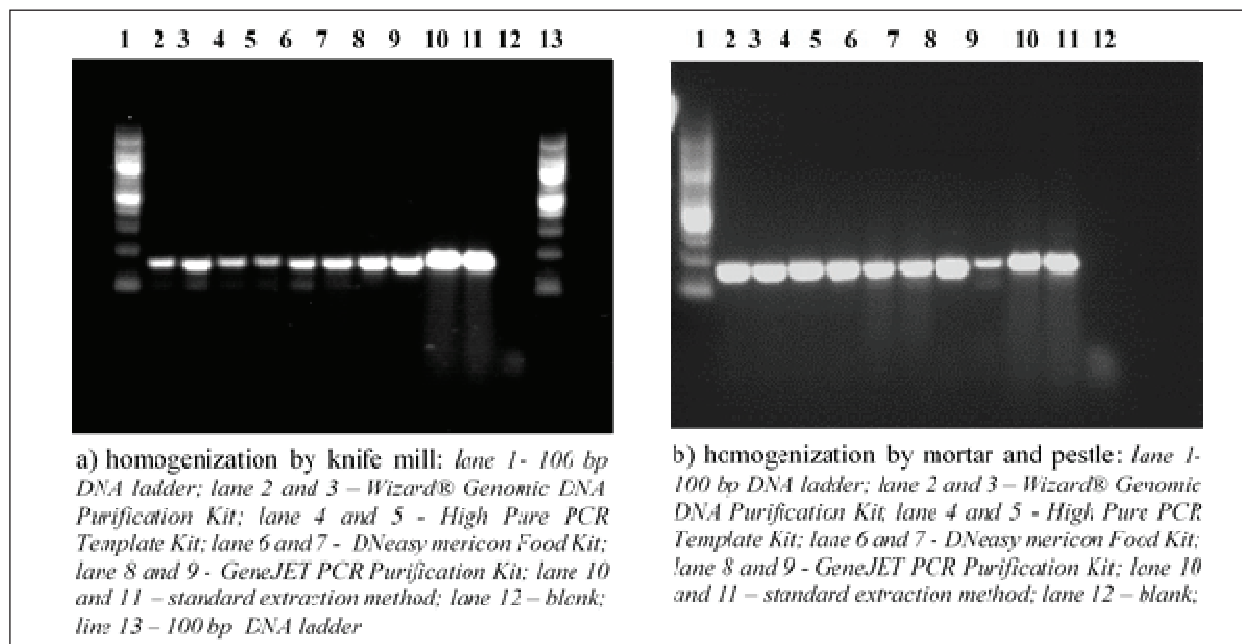 1 2 3 4 5 6 7 8 9 10 11 12 13
a) homogenization by knife mill: lane 1- 100 bp
DNA ladder; lane 2 and 3 – Wizard® Genomic DNA
Purification Kit; lane 4 and 5 - High Pure PCR
Template Kit; lane 6 and 7 - DNeasy mericon Food Kit;
lane 8 and 9 - GeneJET PCR Purification Kit; lane 10
and 11 – standard extraction method; lane 12 – blank;
line 13 – 100 bp DNA ladder
1 2 3 4 5 6 7 8 9 10 11 12
b) homogenization by mortar and pestle: lane 1-
100 bp DNA ladder; lane 2 and 3 – Wizard® Genomic
DNA Purification Kit, lane 4 and 5 - High Pure PCR
Template Kit; lane 6 and 7 - DNeasy mericon Food Kit;
lane 8 and 9 - GeneJET PCR Purification Kit; lane 10
and 11 – standard extraction method; lane 12 – blank;